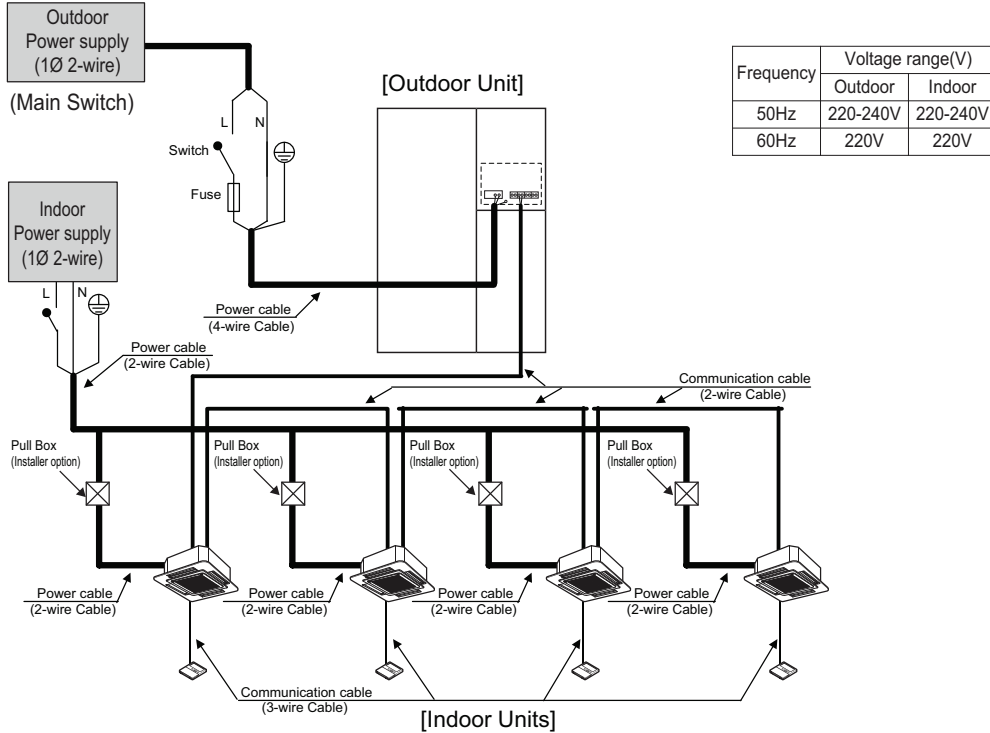 Outdoor
Power supply
(1Ø 2-wire)
(Main Switch)
L
N
Switch
Fuse
[Outdoor Unit]
Frequency
Voltage range(V)
Outdoor
Indoor
50Hz
220-240V
220-240V
60Hz
220V
220V
Indoor
Power supply
(1Ø 2-wire)
L
N
Power cable
(4-wire Cable)
Power cable
(2-wire Cable)
Communication cable
(2-wire Cable)
Pull Box
(Installer option)
Pull Box
(Installer option)
Pull Box
(Installer option)
Pull Box
(Installer option)
Power cable
(2-wire Cable)
Power cable
(2-wire Cable)
Power cable
(2-wire Cable)
Power cable
(2-wire Cable)
Communication cable
(3-wire Cable)
[Indoor Units]